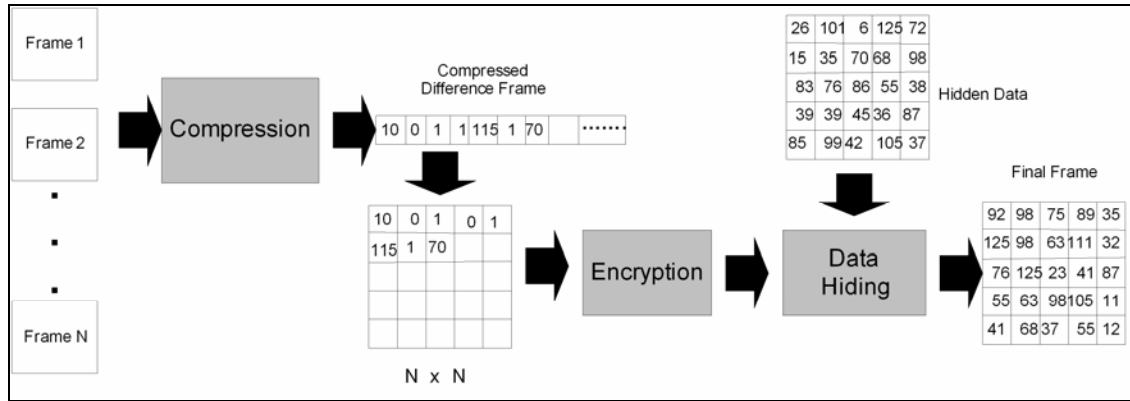 Frame 1
Frame 2
Frame N
Compression
Compressed
Difference Frame
10 0 1 1 115 1 70 .......
10 0 1 0 1
115 1 70
N x N
Encryption
26 101 6 125 72
15 35 70 68 98
83 76 86 55 38
39 39 45 36 87
85 99 42 105 37
Hidden Data
Data
Hiding
Final Frame
92 98 75 89 35
125 98 63 111 32
76 125 23 41 87
55 63 98 105 11
41 68 37 55 12